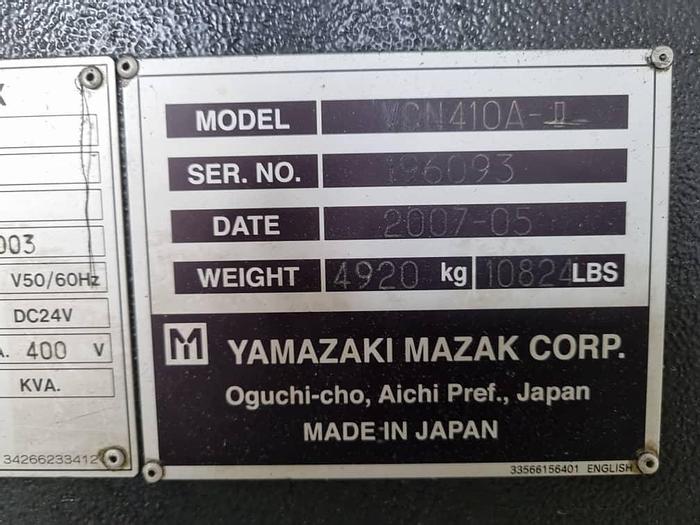 X
003
V50/60Hz
DC24V
A. 400 V
KVA.
34266233412
MODEL VCN410A-II
SER. NO. 196093
DATE 2007-05
WEIGHT 4920 kg 10824 LBS
M YAMAZAKI MAZAK CORP.
Oguchi-cho, Aichi Pref., Japan
MADE IN JAPAN
33566156401 ENGLISH